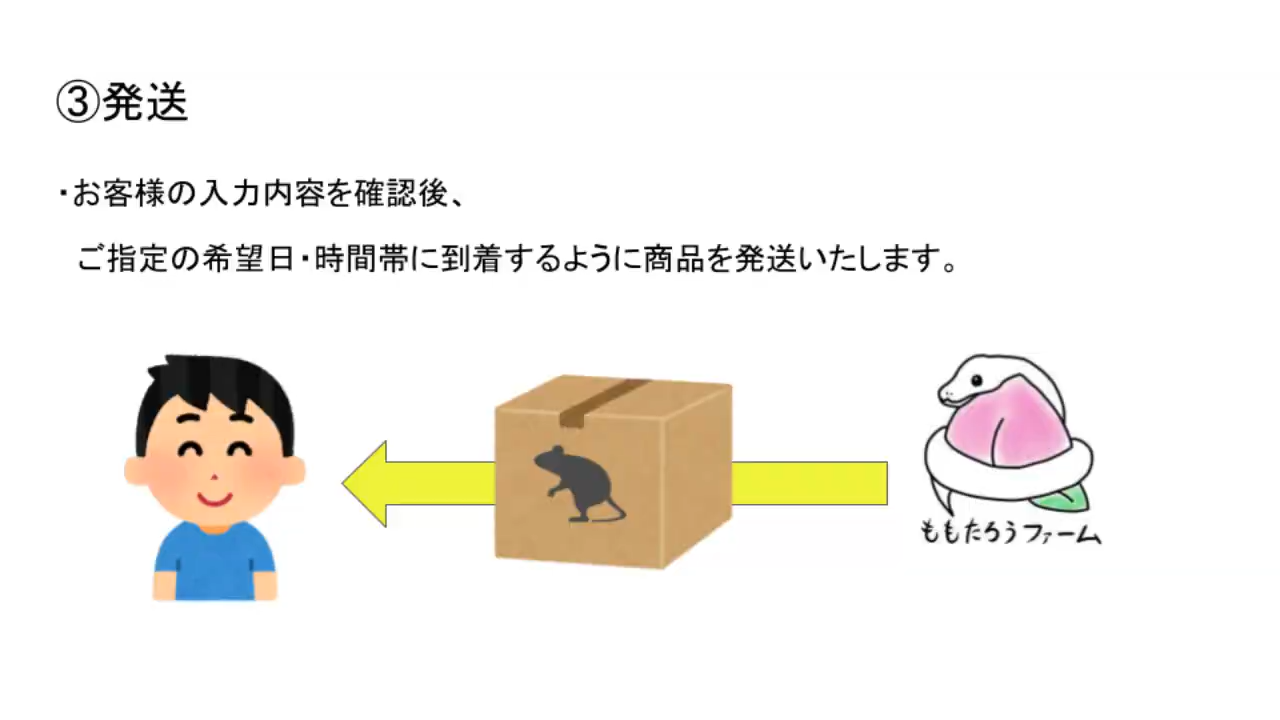 ③発送
・お客様の入力内容を確認後、
ご指定の希望日・時間帯に到着するように商品を発送いたします。
ももたろうファーム